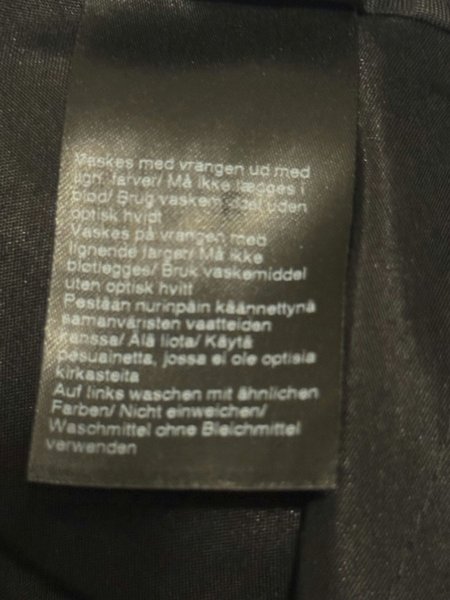 Vaskes med vrangen ud med
lign. farver/ Må ikke lægges i
blød/ Brug vaskemiddel uden
optisk hvidt
Vaskes på vrangen med
lignende farger/ Må ikke
blotlegges/ Bruk vaskemiddel
uten optisk hvitt
Pestään nurinpäin käännettynä
samanväristen vaatteiden
kanssa/ Älä liota/ Käytä
pesuainetta, jossa ei ole optisia
kirkasteita
Auf links waschen mit ähnlichen
Farben/ Nicht einweichen/
Waschmittel ohne Bleichmittel
verwenden